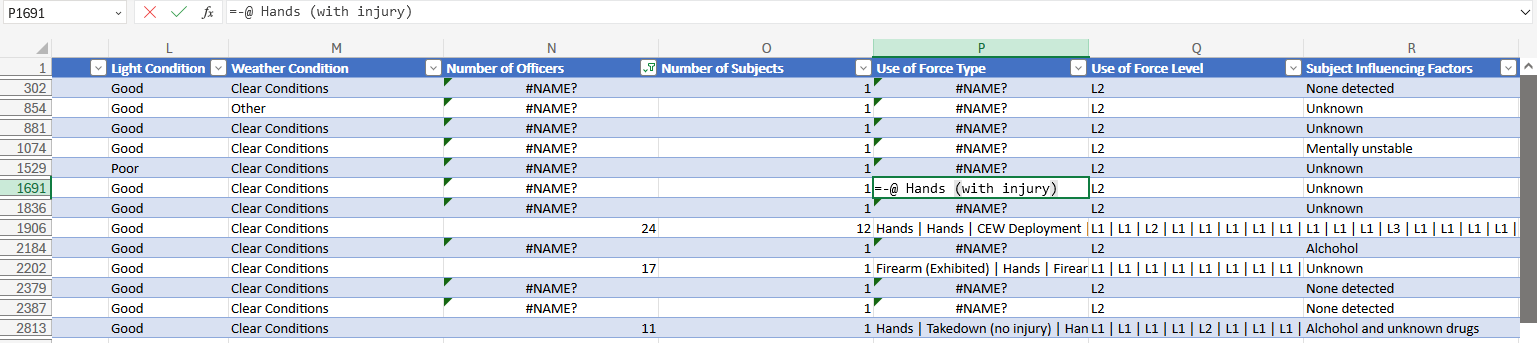 P1691 fx =-@ Hands (with injury)
L M N O P Q R
1 Light Condition Weather Condition Number of Officers Number of Subjects Use of Force Type Use of Force Level Subject Influencing Factors
302 Good Clear Conditions #NAME? 1 #NAME? L2 None detected
854 Good Other #NAME? 1 #NAME? L2 Unknown
881 Good Clear Conditions #NAME? 1 #NAME? L2 Unknown
1074 Good Clear Conditions #NAME? 1 #NAME? L2 Mentally unstable
1529 Poor Clear Conditions #NAME? 1 #NAME? L2 Unknown
1691 Good Clear Conditions #NAME? 1 =-@ Hands (with injury) L2 Unknown
1836 Good Clear Conditions #NAME? 1 #NAME? L2 Unknown
1906 Good Clear Conditions 24 12 Hands | Hands | CEW Deployment | L1 | L1 | L2 | L1 | L1 | L1 | L1 | L1 | L1 | L1 | L1 | L3 | L1 | L1 | L1 | L1 |
2184 Good Clear Conditions #NAME? 1 #NAME? L2 Alchohol
2202 Good Clear Conditions 17 1 Firearm (Exhibited) | Hands | Firear L1 | L1 | L1 | L1 | L1 | L1 | L1 | L1 | Unknown
2379 Good Clear Conditions #NAME? 1 #NAME? L2 None detected
2387 Good Clear Conditions #NAME? 1 #NAME? L2 None detected
2813 Good Clear Conditions 11 1 Hands | Takedown (no injury) | Han L1 | L1 | L1 | L1 | L2 | L1 | L1 | L1 | Alchohol and unknown drugs